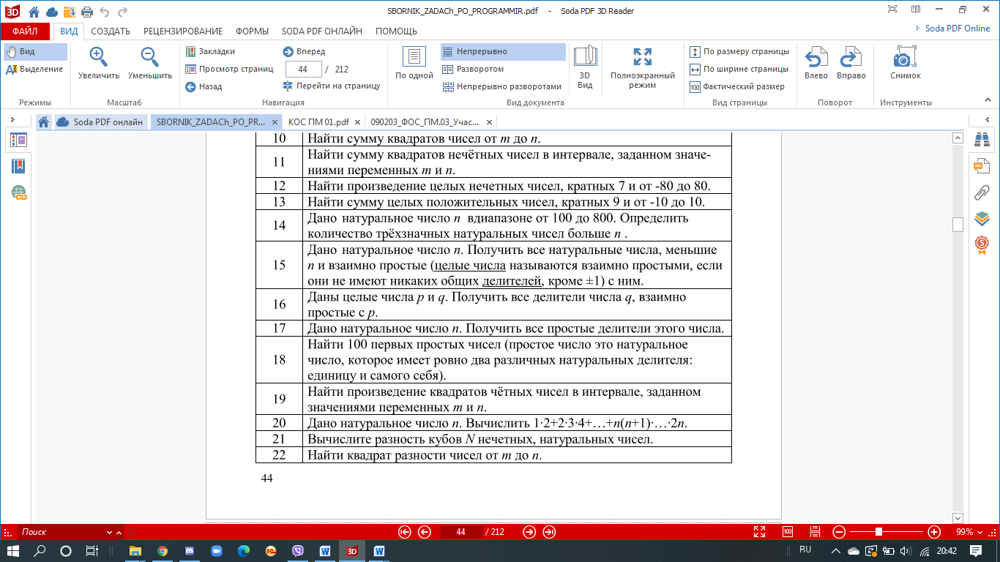 SBORNIK_ZADACh_PO_PROGRAMMIR.pdf - Soda PDF 3D Reader
ФАЙЛ ВИД СОЗДАТЬ РЕЦЕНЗИРОВАНИЕ ФОРМЫ SODA PDF ОНЛАЙН ПОМОЩЬ Soda PDF Online
Вид Закладки Вперед Непрерывно По размеру страницы
Выделение Увеличить Уменьшить Просмотр страниц 44 / 212 По одной Разворотом 3D Вид Полноэкранный режим По ширине страницы Влево Вправо Снимок
Назад Перейти на страницу Непрерывно разворотами 100 Фактический размер
Режимы Масштаб Навигация Вид документа Вид страницы Поворот Инструменты
Soda PDF онлайн SBORNIK_ZADACh_PO_PR... КОС ПМ 01.pdf 090203_ФОС_ПМ.03_Учас...
10 Найти сумму квадратов чисел от m до n.
11 Найти сумму квадратов нечётных чисел в интервале, заданном значе-
ниями переменных m и n.
12 Найти произведение целых нечетных чисел, кратных 7 и от -80 до 80.
13 Найти сумму целых положительных чисел, кратных 9 и от -10 до 10.
14 Дано натуральное число n вдиапазоне от 100 до 800. Определить
количество трёхзначных натуральных чисел больше n .
15 Дано натуральное число n. Получить все натуральные числа, меньшие
n и взаимно простые (целые числа называются взаимно простыми, если
они не имеют никаких общих делителей, кроме ±1) с ним.
16 Даны целые числа p и q. Получить все делители числа q, взаимно
простые с p.
17 Дано натуральное число n. Получить все простые делители этого числа.
18 Найти 100 первых простых чисел (простое число это натуральное
число, которое имеет ровно два различных натуральных делителя:
единицу и самого себя).
19 Найти произведение квадратов чётных чисел в интервале, заданном
значениями переменных m и n.
20 Дано натуральное число n. Вычислить 1·2+2·3·4+…+n(n+1)·…·2n.
21 Вычислите разность кубов N нечетных, натуральных чисел.
22 Найти квадрат разности чисел от m до n.
44
Поиск 44 / 212 100 99%
RU 20:42